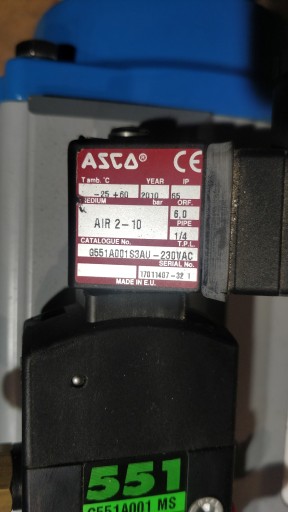 ASCO® CE
T amb. °C YEAR IP
-25 +60 2010 65
MEDIUM bar ORF.
AIR 2-10 6.0
PIPE
1/4
CATALOGUE No. T.P.L.
G551A001S3AU-230VAC
SERIAL No.
17011407-32 1
MADE IN E.U.
551
G551A001 MS